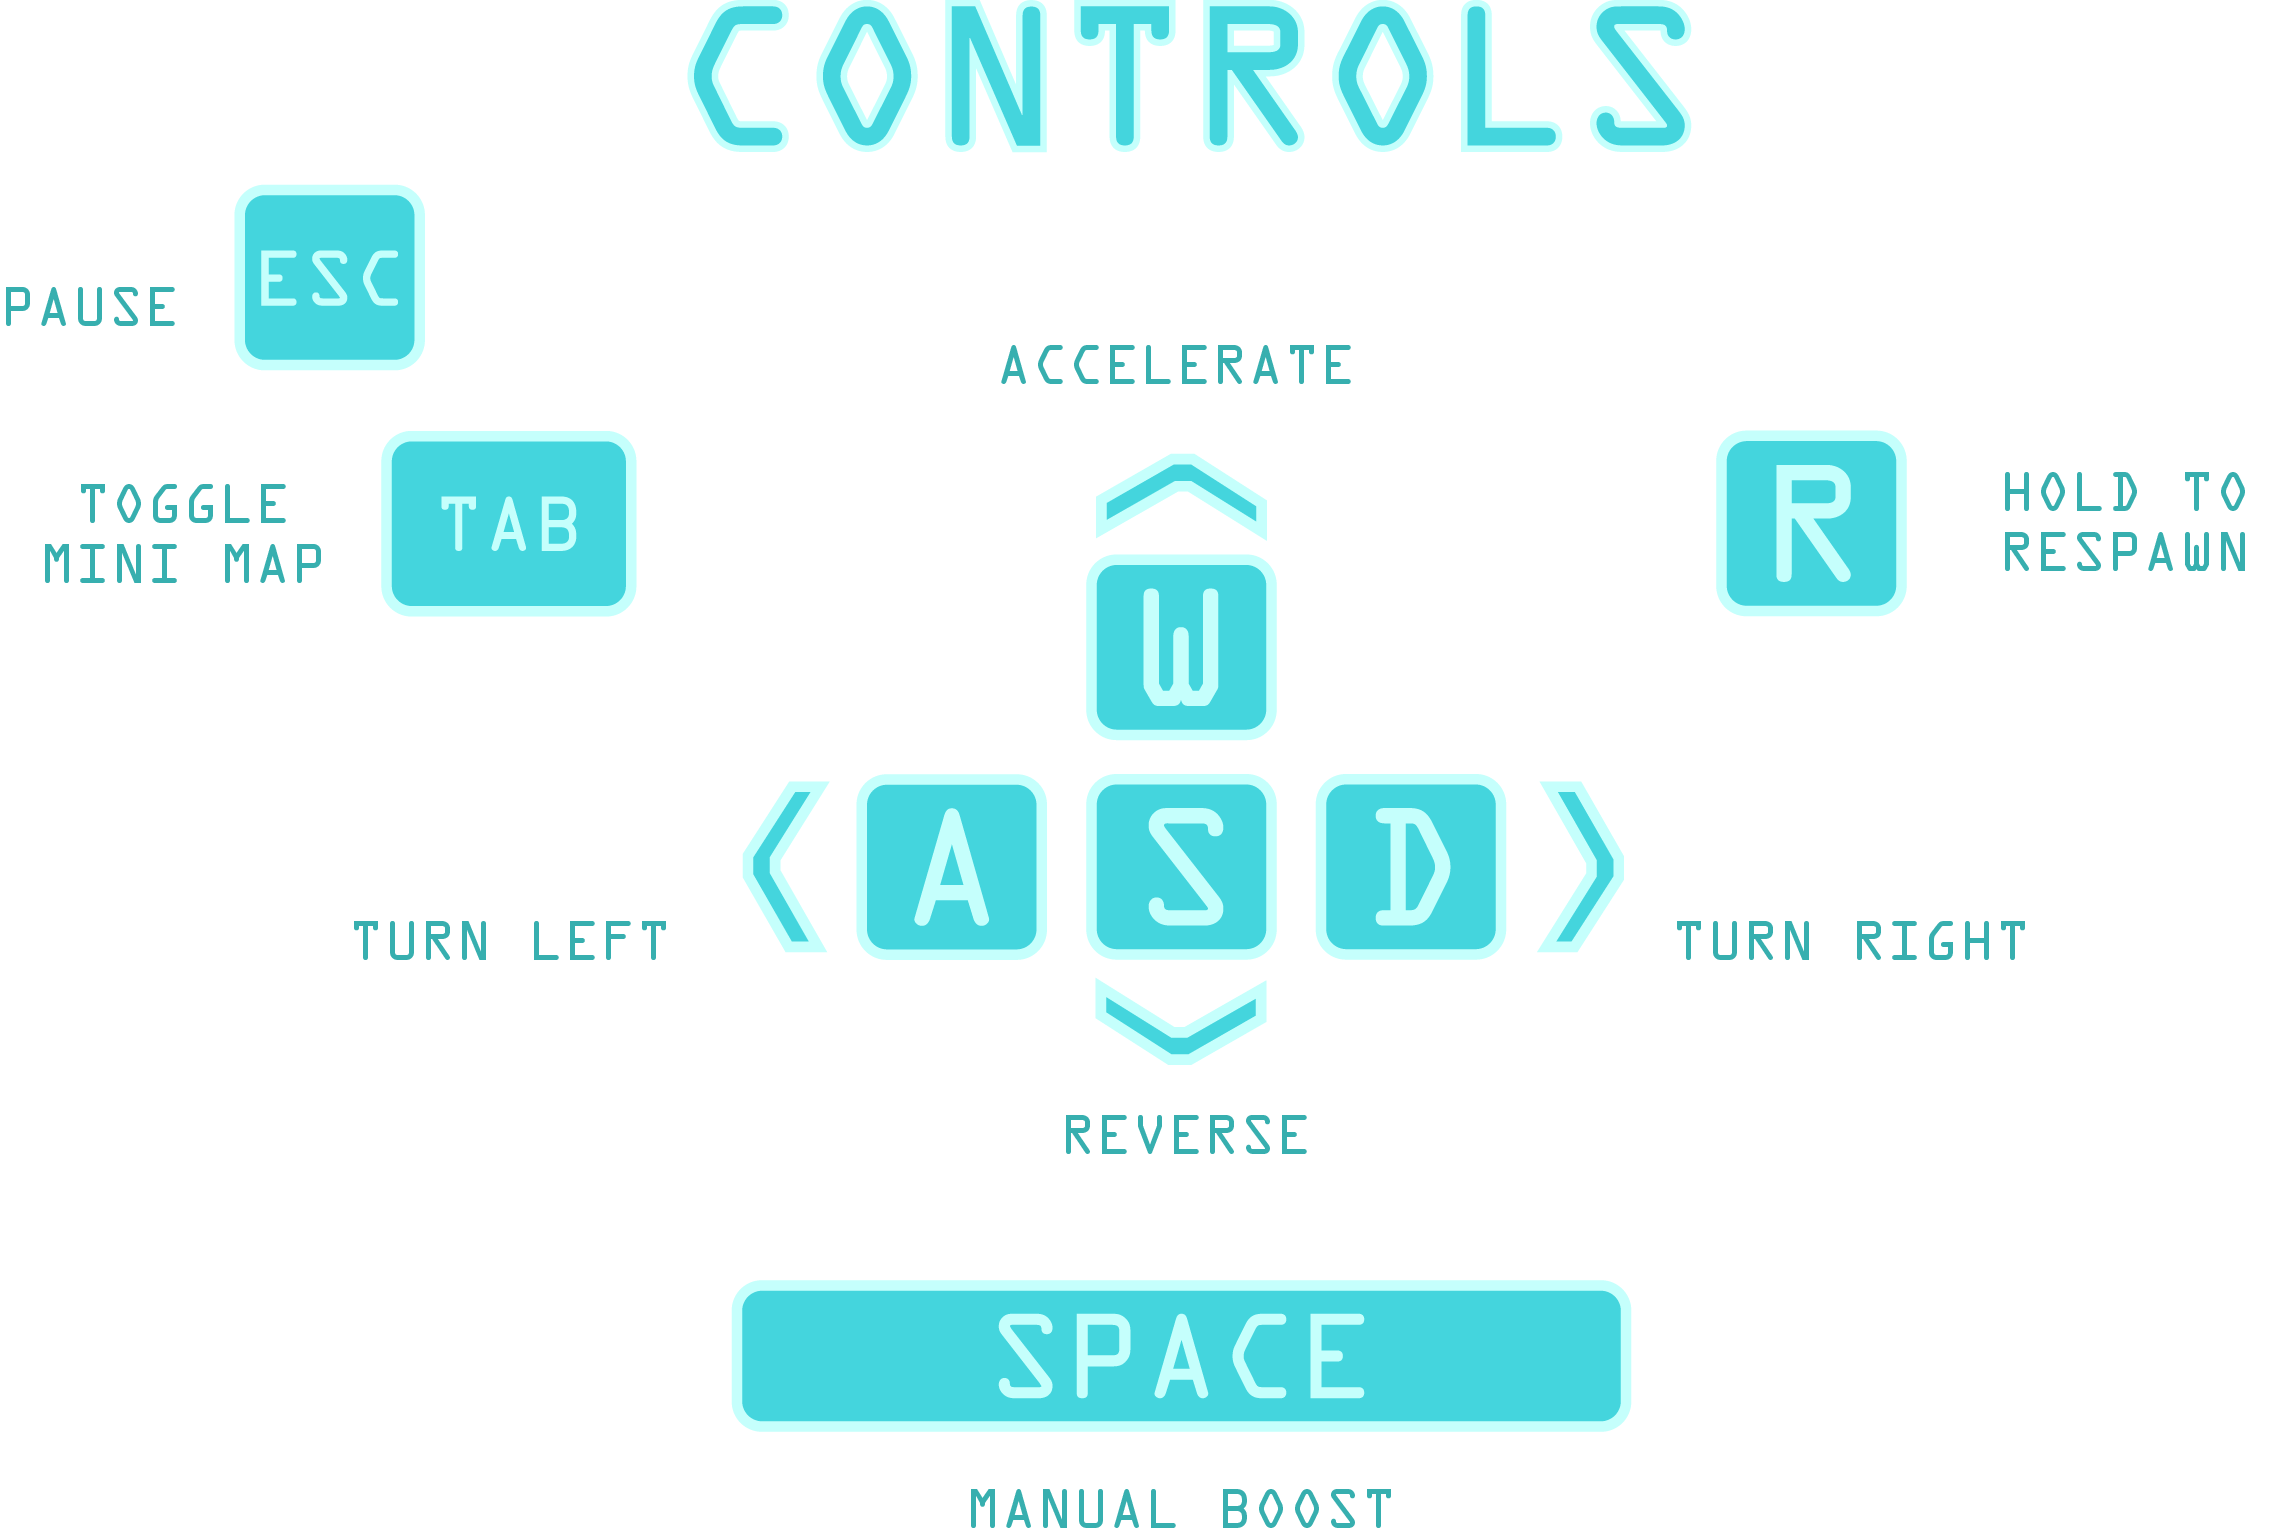 CONTROLS
PAUSE
ESC
ACCELERATE
TOGGLE
MINI MAP
TAB
R
HOLD TO
RESPAWN
W
TURN LEFT
A
S
D
TURN RIGHT
REVERSE
SPACE
MANUAL BOOST